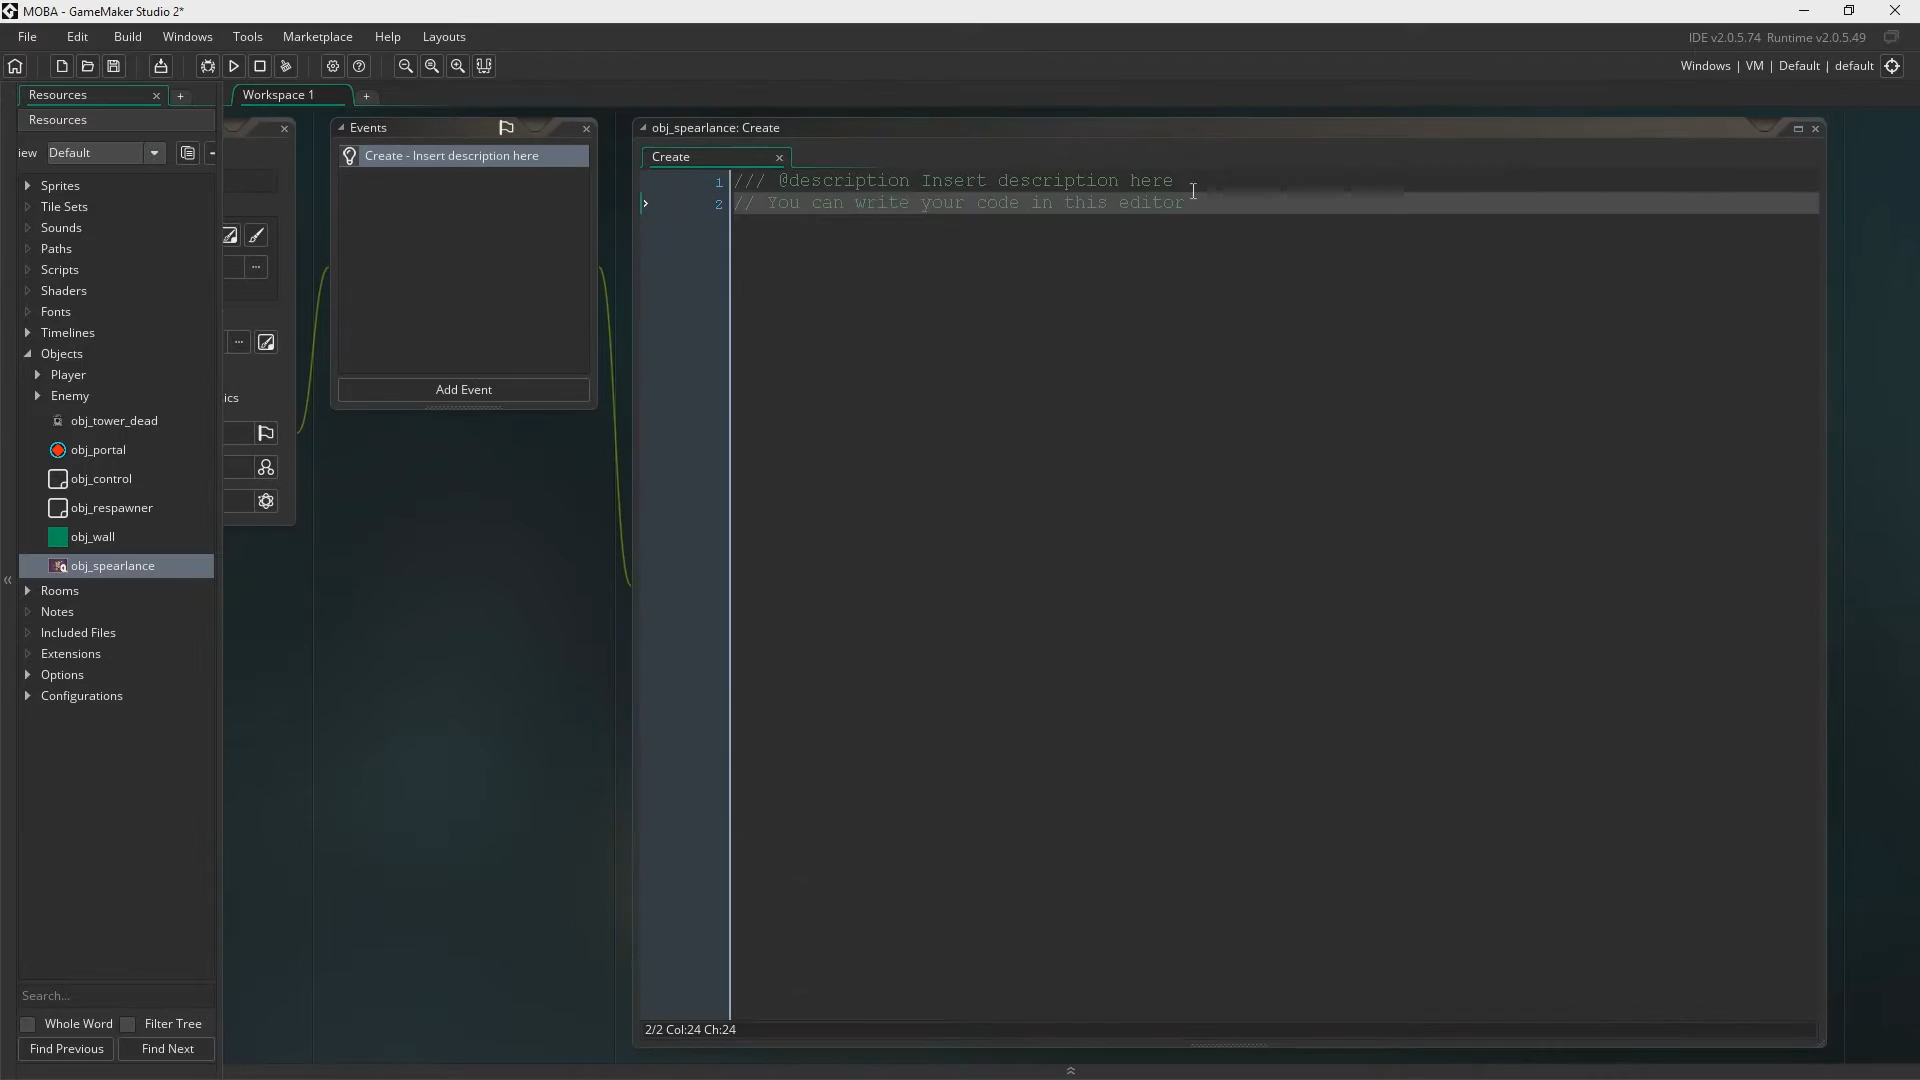 MOBA - GameMaker Studio 2*
File Edit Build Windows Tools Marketplace Help Layouts
IDE v2.0.5.74 Runtime v2.0.5.49
Windows | VM | Default | default
Resources
Workspace 1
Resources
iew Default
Sprites
Tile Sets
Sounds
Paths
Scripts
Shaders
Fonts
Timelines
Objects
Player
Enemy
obj_tower_dead
obj_portal
obj_control
obj_respawner
obj_wall
obj_spearlance
Rooms
Notes
Included Files
Extensions
Options
Configurations
Search...
Whole Word Filter Tree
Find Previous Find Next
ics
Events
Create - Insert description here
Add Event
obj_spearlance: Create
Create
1 /// @description Insert description here
2 // You can write your code in this editor
2/2 Col:24 Ch:24